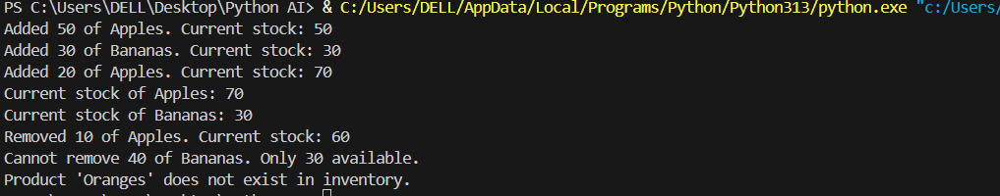 PS C:\Users\DELL\Desktop\Python AI> & C:/Users/DELL/AppData/Local/Programs/Python/Python313/python.exe "c:/Users/
Added 50 of Apples. Current stock: 50
Added 30 of Bananas. Current stock: 30
Added 20 of Apples. Current stock: 70
Current stock of Apples: 70
Current stock of Bananas: 30
Removed 10 of Apples. Current stock: 60
Cannot remove 40 of Bananas. Only 30 available.
Product 'Oranges' does not exist in inventory.